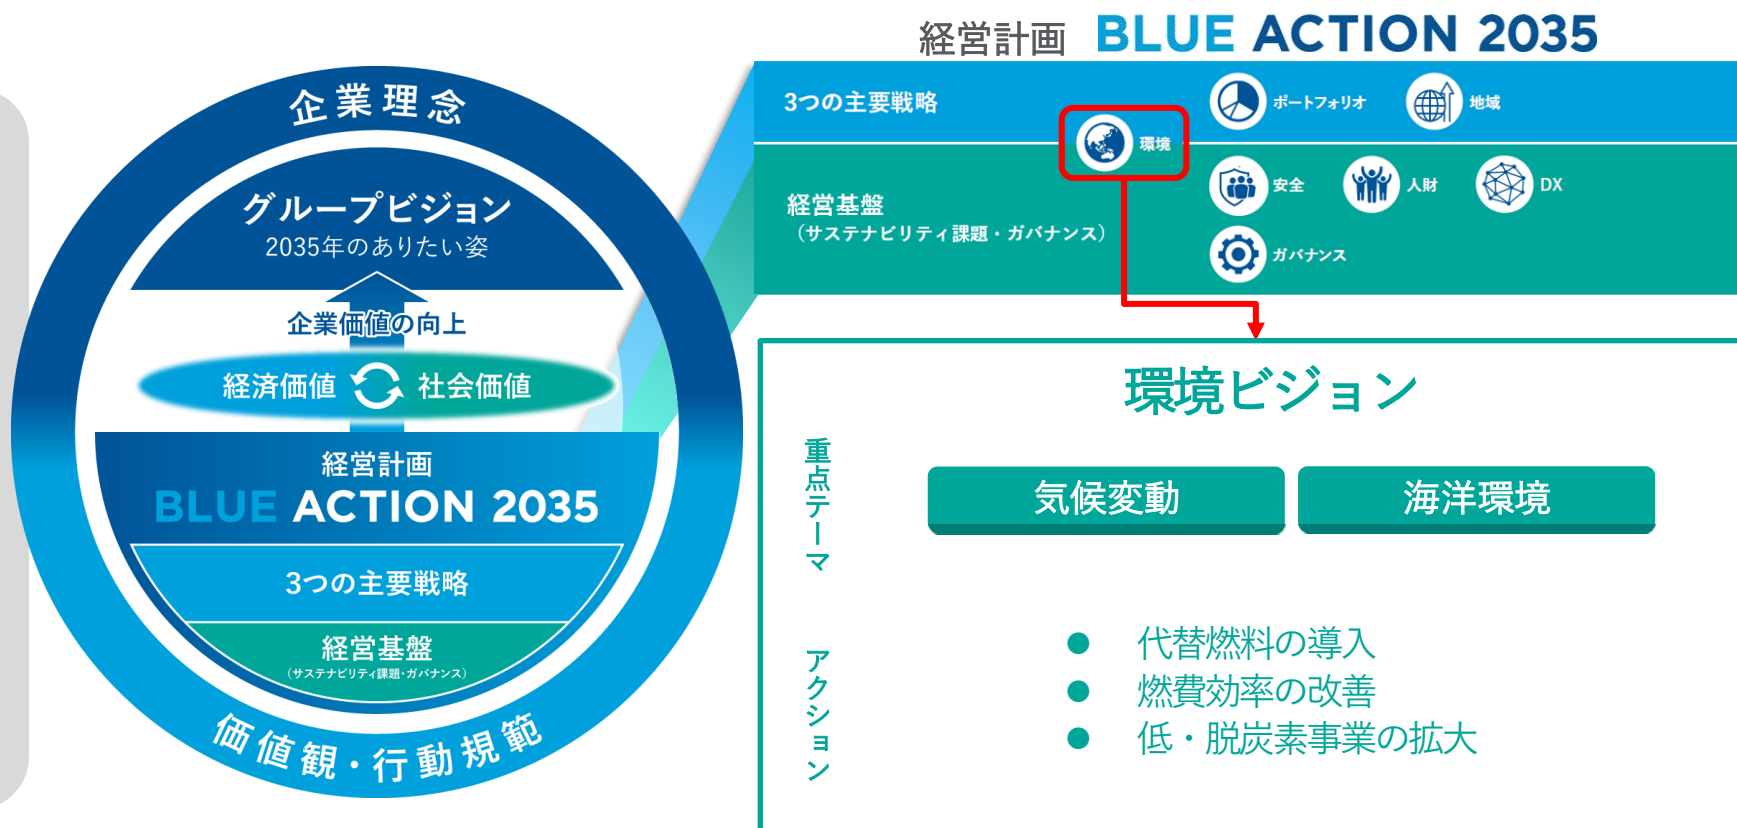 企業理念
グループビジョン
2035年のありたい姿
企業価値の向上
経済価値
社会価値
経営計画
BLUE ACTION 2035
3つの主要戦略
経営基盤
（サステナビリティ課題・ガバナンス）
価値観・行動規範
経営計画 BLUE ACTION 2035
3つの主要戦略
ポートフォリオ
地域
環境
経営基盤
（サステナビリティ課題・ガバナンス）
安全
人財
DX
ガバナンス
環境ビジョン
重点テーマ
気候変動
海洋環境
アクション
● 代替燃料の導入
● 燃費効率の改善
● 低・脱炭素事業の拡大